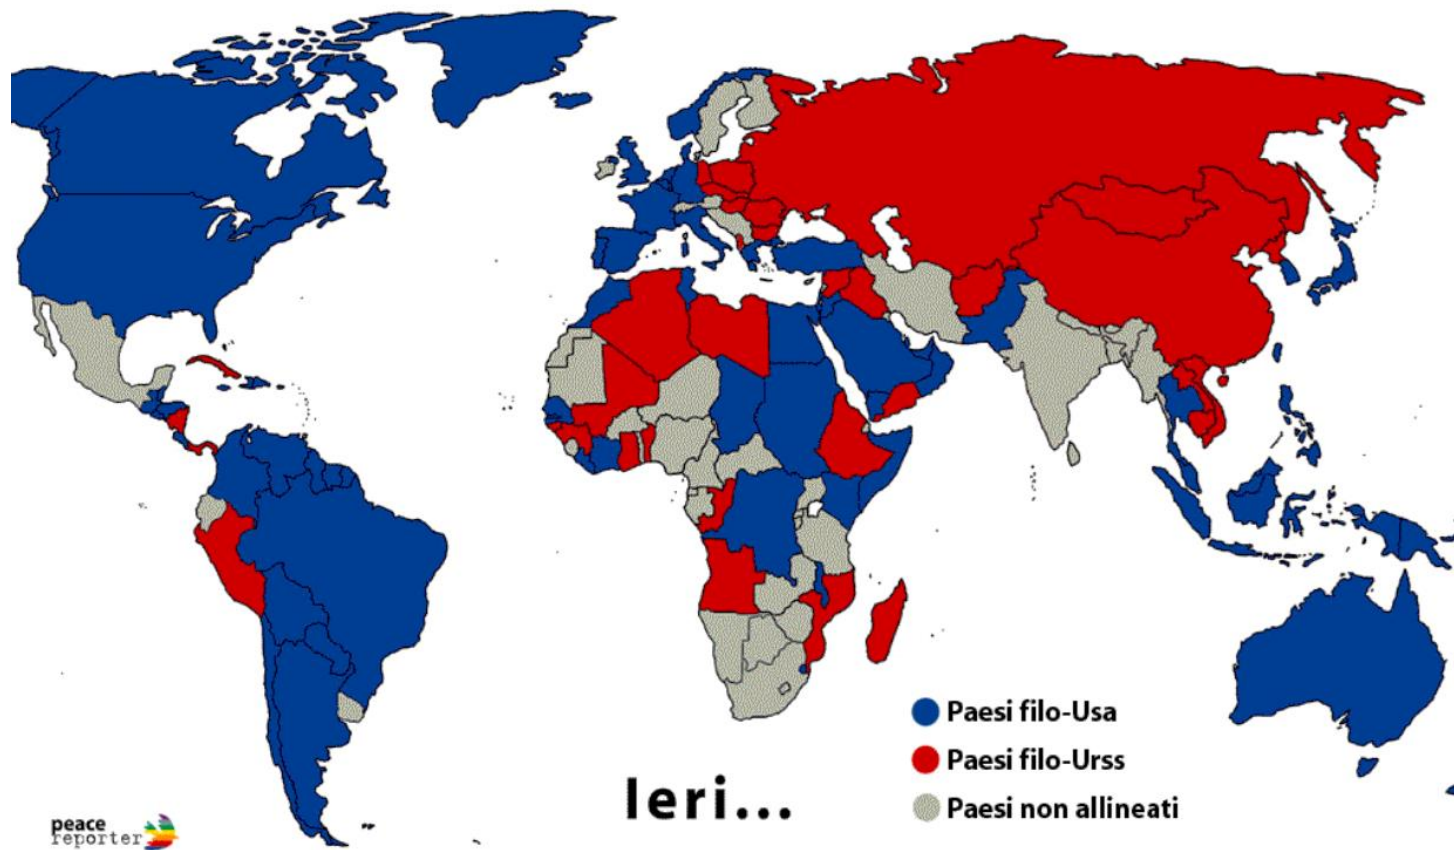 Paesi filo-Usa
Paesi filo-Urss
Paesi non allineati
Ieri...
peace
reporter